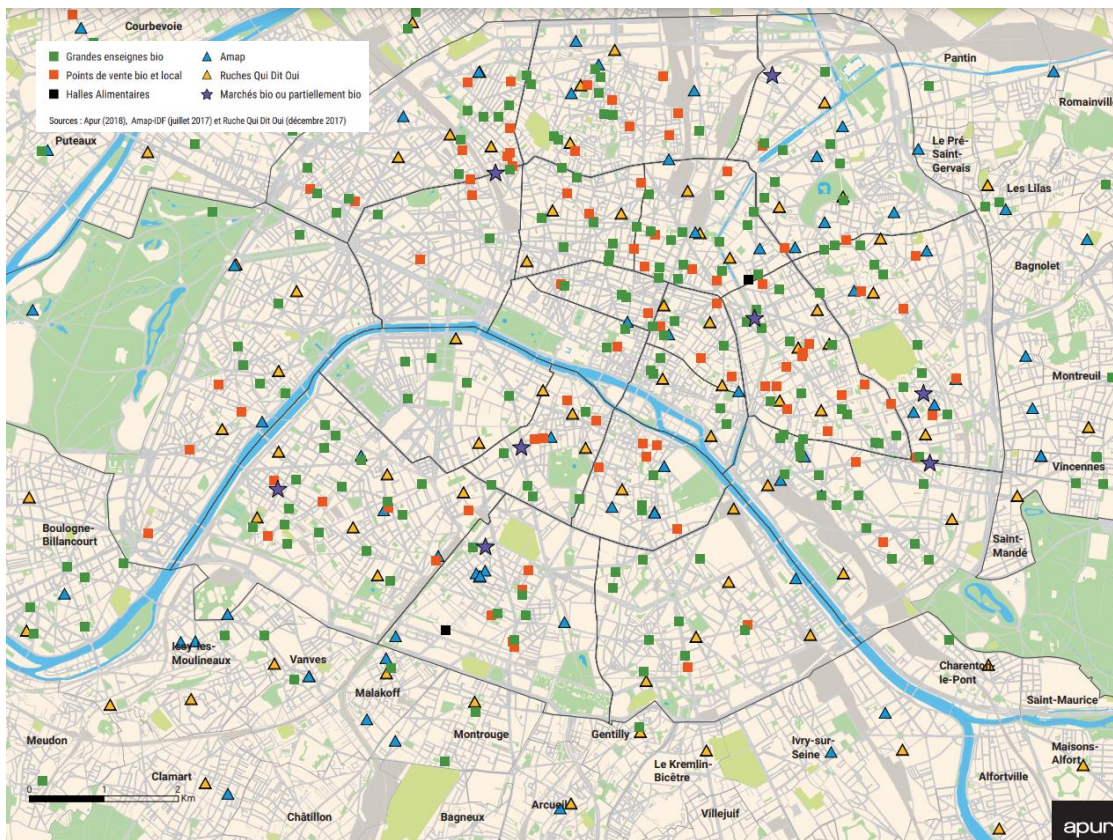 Courbevoie
Grandes enseignes bio
Amap
Points de vente bio et local
Ruches Qui Dit Oui
Halles Alimentaires
Marchés bio ou partiellement bio
Sources : Apur (2018), Amap-IDF (juillet 2017) et Ruche Qui Dit Oui (décembre 2017)
Pantin
Romainville
Puteaux
Le Pré-
Saint-
Gervais
Les Lilas
Bagnolet
Montreuil
Vincennes
Boulogne-
Billancourt
Saint-
Mandé
Issy-les-
Moulineaux
Vanves
Charenton-
le-Pont
Malakoff
Saint-Maurice
Meudon
Montrouge
Gentilly
Ivry-sur-
Seine
Maisons-
Alfort
Le Kremlin-
Bicêtre
Clamart
Alfortville
0 1 2
Km
Châtillon
Bagneux
Arcueil
Villejuif
apur